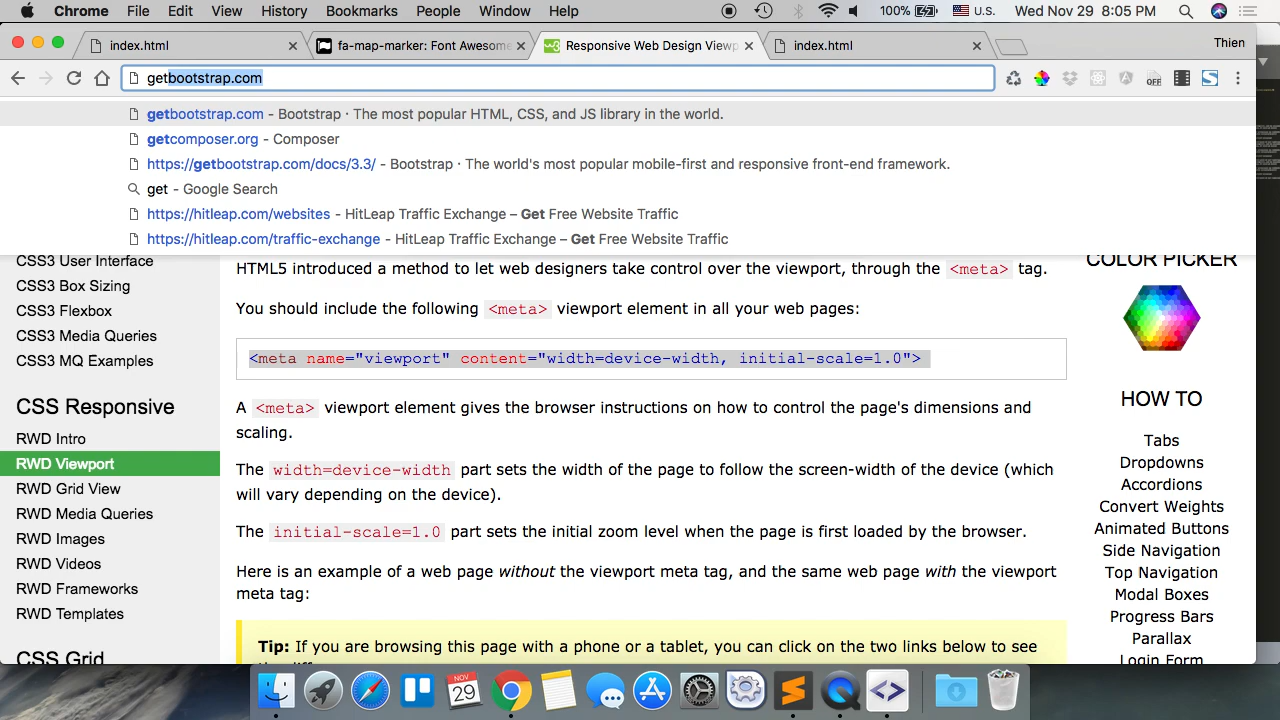 Chrome File Edit View History Bookmarks People Window Help 100% U.S. Wed Nov 29 8:05 PM
index.html fa-map-marker: Font Awesome Responsive Web Design Viewp index.html Thien
getbootstrap.com OFF
getbootstrap.com - Bootstrap · The most popular HTML, CSS, and JS library in the world.
getcomposer.org - Composer
https://getbootstrap.com/docs/3.3/ - Bootstrap · The world's most popular mobile-first and responsive front-end framework.
get - Google Search
https://hitleap.com/websites - HitLeap Traffic Exchange – Get Free Website Traffic
https://hitleap.com/traffic-exchange - HitLeap Traffic Exchange – Get Free Website Traffic
CSS3 User Interface
CSS3 Box Sizing
CSS3 Flexbox
CSS3 Media Queries
CSS3 MQ Examples
CSS Responsive
RWD Intro
RWD Viewport
RWD Grid View
RWD Media Queries
RWD Images
RWD Videos
RWD Frameworks
RWD Templates
CSS Grid
HTML5 introduced a method to let web designers take control over the viewport, through the <meta> tag.
You should include the following <meta> viewport element in all your web pages:
<meta name="viewport" content="width=device-width, initial-scale=1.0">
A <meta> viewport element gives the browser instructions on how to control the page's dimensions and
scaling.
The width=device-width part sets the width of the page to follow the screen-width of the device (which
will vary depending on the device).
The initial-scale=1.0 part sets the initial zoom level when the page is first loaded by the browser.
Here is an example of a web page without the viewport meta tag, and the same web page with the viewport
meta tag:
Tip: If you are browsing this page with a phone or a tablet, you can click on the two links below to see
COLOR PICKER
HOW TO
Tabs
Dropdowns
Accordions
Convert Weights
Animated Buttons
Side Navigation
Top Navigation
Modal Boxes
Progress Bars
Parallax
Login Form
NOV
29